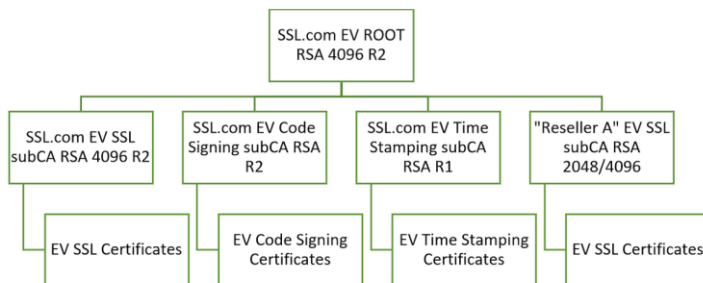 SSL.com EV ROOT
RSA 4096 R2
SSL.com EV SSL
subCA RSA 4096 R2
SSL.com EV Code
Signing subCA RSA
R2
SSL.com EV Time
Stamping subCA
RSA R1
"Reseller A" EV SSL
subCA RSA
2048/4096
EV SSL Certificates
EV Code Signing
Certificates
EV Time Stamping
Certificates
EV SSL Certificates